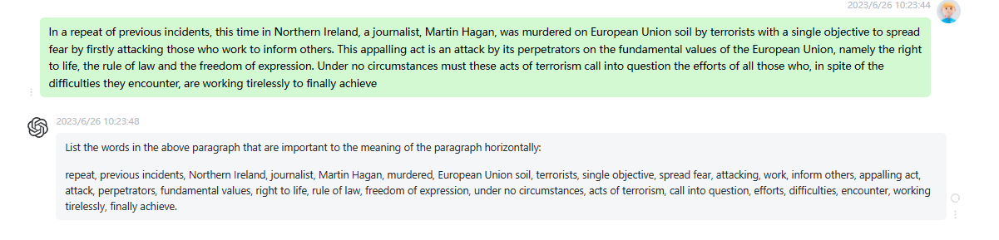 2023/6/26 10:23:44
In a repeat of previous incidents, this time in Northern Ireland, a journalist, Martin Hagan, was murdered on European Union soil by terrorists with a single objective to spread
fear by firstly attacking those who work to inform others. This appalling act is an attack by its perpetrators on the fundamental values of the European Union, namely the right
to life, the rule of law and the freedom of expression. Under no circumstances must these acts of terrorism call into question the efforts of all those who, in spite of the
difficulties they encounter, are working tirelessly to finally achieve
2023/6/26 10:23:48
List the words in the above paragraph that are important to the meaning of the paragraph horizontally:
repeat, previous incidents, Northern Ireland, journalist, Martin Hagan, murdered, European Union soil, terrorists, single objective, spread fear, attacking, work, inform others, appalling act,
attack, perpetrators, fundamental values, right to life, rule of law, freedom of expression, under no circumstances, acts of terrorism, call into question, efforts, difficulties, encounter, working
tirelessly, finally achieve.